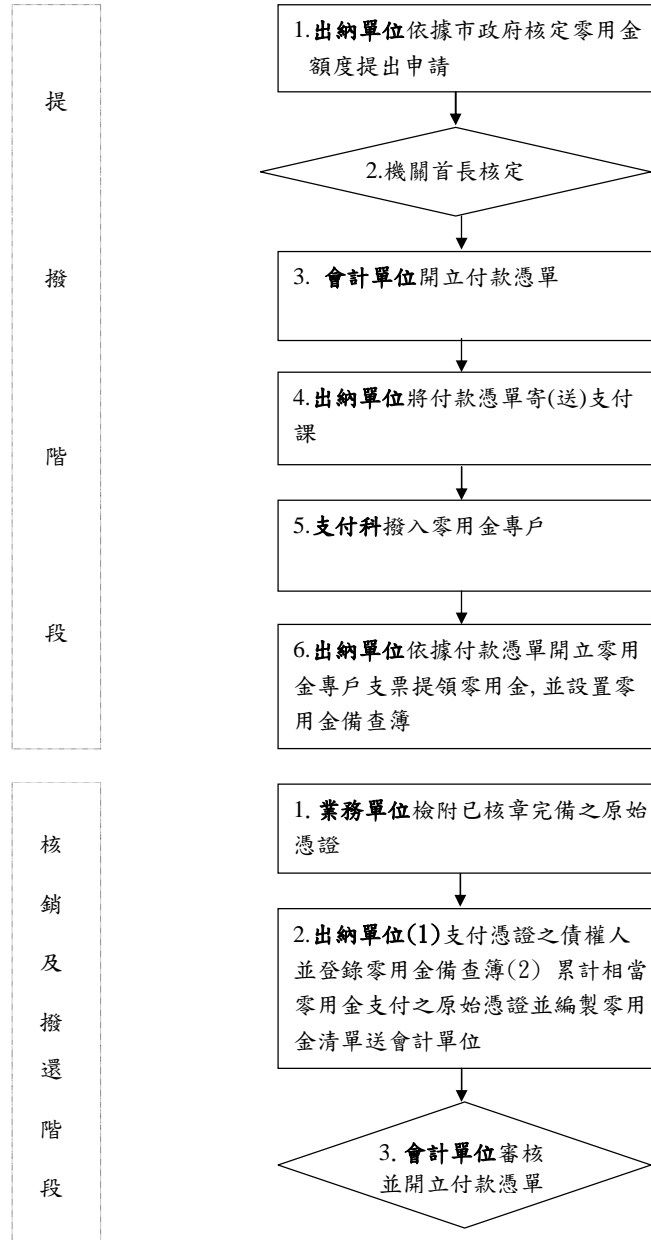 提撥階段
1.出納單位依據市政府核定零用金
額度提出申請
2.機關首長核定
3. 會計單位開立付款憑單
4.出納單位將付款憑單寄(送)支付
課
5.支付科撥入零用金專戶
6.出納單位依據付款憑單開立零用
金專戶支票提領零用金,並設置零
用金備查簿
核銷及撥還階段
1. 業務單位檢附已核章完備之原始
憑證
2.出納單位(1)支付憑證之債權人
並登錄零用金備查簿(2) 累計相當
零用金支付之原始憑證並編製零用
金清單送會計單位
3. 會計單位審核
並開立付款憑單